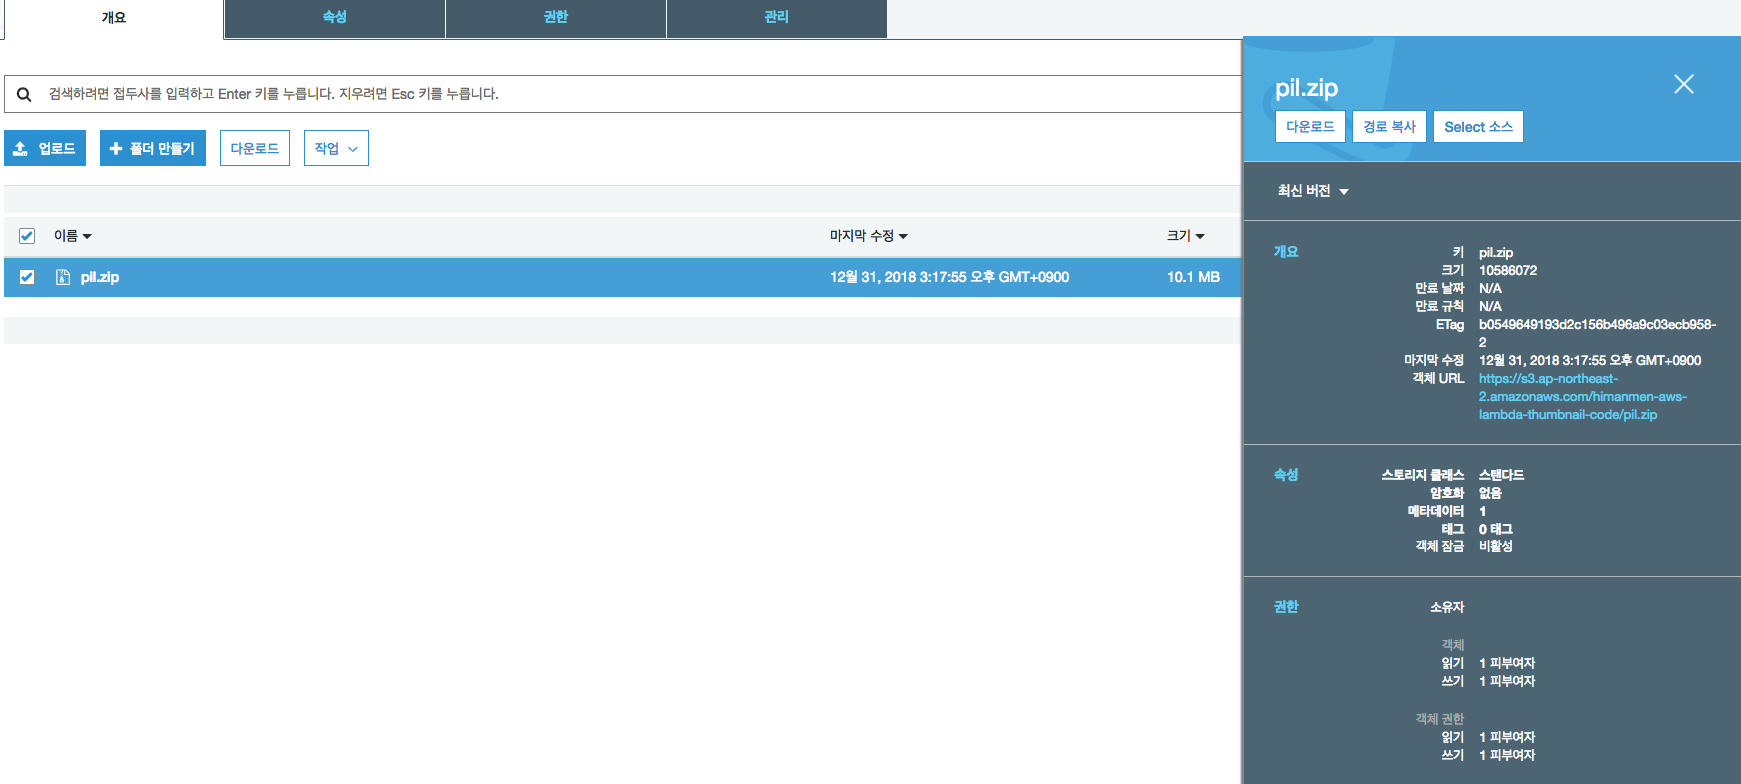 개요
속성
권한
관리
검색하려면 접두사를 입력하고 Enter 키를 누릅니다. 지우려면 Esc 키를 누릅니다.
업로드
폴더 만들기
다운로드
작업
이름
마지막 수정
크기
pil.zip
12월 31, 2018 3:17:55 오후 GMT+0900
10.1 MB
pil.zip
다운로드
경로 복사
Select 소스
최신 버전
개요
키 pil.zip
크기 10586072
만료 날짜 N/A
만료 규칙 N/A
ETag b0549649193d2c156b496a9c03ecb958-
2
마지막 수정 12월 31, 2018 3:17:55 오후 GMT+0900
객체 URL https://s3.ap-northeast-
2.amazonaws.com/himanmen-aws-
lambda-thumbnail-code/pil.zip
속성
스토리지 클래스 스탠다드
암호화 없음
메타데이터 1
태그 0 태그
객체 잠금 비활성
권한
소유자
객체
읽기 1 피부여자
쓰기 1 피부여자
객체 권한
읽기 1 피부여자
쓰기 1 피부여자